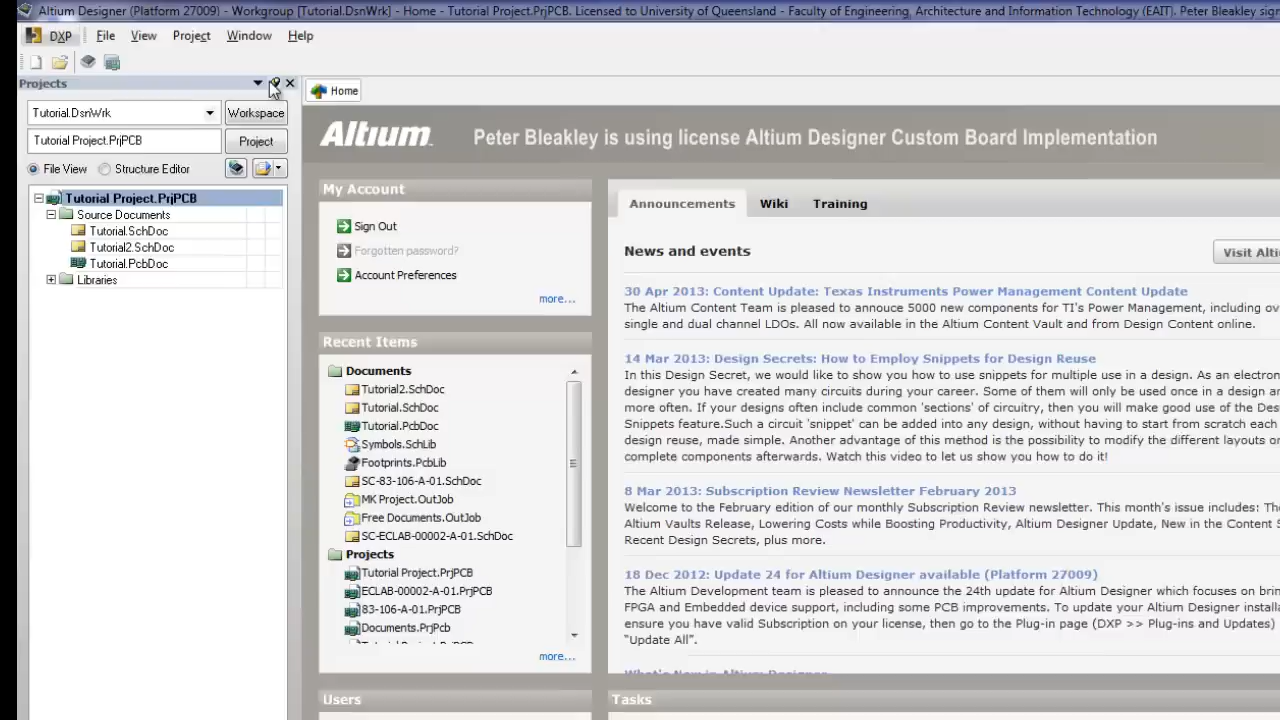 Altium Designer (Platform 27009) - Workgroup [Tutorial.DsnWrk] - Home - Tutorial Project.PrjPCB. Licensed to University of Queensland - Faculty of Engineering, Architecture and Information Technology (EAIT). Peter Bleakley sign
DXP File View Project Window Help
Projects
Home
Tutorial.DsnWrk Workspace
Tutorial Project.PrjPCB Project
File View Structure Editor
Tutorial Project.PrjPCB
Source Documents
Tutorial.SchDoc
Tutorial2.SchDoc
Tutorial.PcbDoc
Libraries
Altium
Peter Bleakley is using license Altium Designer Custom Board Implementation
My Account
Sign Out
Forgotten password?
Account Preferences
more...
Recent Items
Documents
Tutorial2.SchDoc
Tutorial.SchDoc
Tutorial.PcbDoc
Symbols.SchLib
Footprints.PcbLib
SC-83-106-A-01.SchDoc
MK Project.OutJob
Free Documents.OutJob
SC-ECLAB-00002-A-01.SchDoc
Projects
Tutorial Project.PrjPCB
ECLAB-00002-A-01.PrjPCB
83-106-A-01.PrjPCB
Documents.PrjPcb
more...
Users
Announcements Wiki Training
News and events
Visit Alti
30 Apr 2013: Content Update: Texas Instruments Power Management Content Update
The Altium Content Team is pleased to annouce 5000 new components for TI's Power Management, including ov
single and dual channel LDOs. All now available in the Altium Content Vault and from Design Content online.
14 Mar 2013: Design Secrets: How to Employ Snippets for Design Reuse
In this Design Secret, we would like to show you how to use snippets for multiple use in a design. As an electron
designer you have created many circuits during your career. Some of them will only be used once in a design an
more often. If your designs often include common 'sections' of circuitry, then you will make good use of the Des
Snippets feature.Such a circuit 'snippet' can be added into any design, without having to start from scratch each
design reuse, made simple. Another advantage of this method is the possibility to modify the different layouts or
complete components afterwards. Watch this video to let us show you how to do it!
8 Mar 2013: Subscription Review Newsletter February 2013
Welcome to the February edition of our monthly Subscription Review newsletter. This month's issue includes: The
Altium Vaults Release, Lowering Costs while Boosting Productivity, Altium Designer Update, New in the Content S
Recent Design Secrets, plus more.
18 Dec 2012: Update 24 for Altium Designer available (Platform 27009)
The Altium Development team is pleased to announce the 24th update for Altium Designer which focuses on brin
FPGA and Embedded device support, including some PCB improvements. To update your Altium Designer install
ensure you have valid Subscription on your license, then go to the Plug-in page (DXP >> Plug-ins and Updates)
"Update All".
What's New in Altium Designer
Tasks